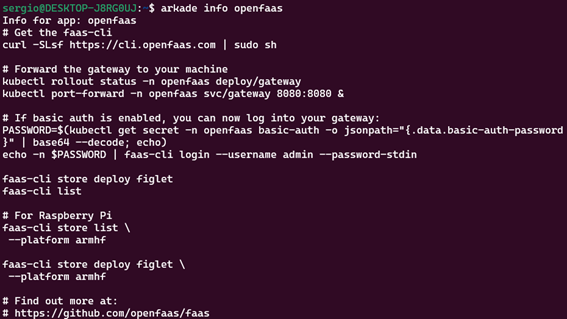 sergio@DESKTOP-J8RG0UJ:~$ arkade info openfaas
Info for app: openfaas
# Get the faas-cli
curl -SLsf https://cli.openfaas.com | sudo sh
# Forward the gateway to your machine
kubectl rollout status -n openfaas deploy/gateway
kubectl port-forward -n openfaas svc/gateway 8080:8080 &
# If basic auth is enabled, you can now log into your gateway:
PASSWORD=$(kubectl get secret -n openfaas basic-auth -o jsonpath="{.data.basic-auth-password
}" | base64 --decode; echo)
echo -n $PASSWORD | faas-cli login --username admin --password-stdin
faas-cli store deploy figlet
faas-cli list
# For Raspberry Pi
faas-cli store list \
 --platform armhf
faas-cli store deploy figlet \
 --platform armhf
# Find out more at:
# https://github.com/openfaas/faas